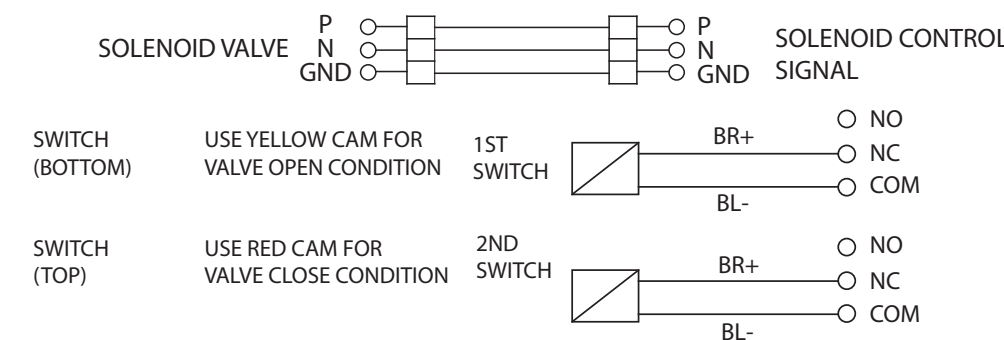 P P
SOLENOID VALVE N N SOLENOID CONTROL
GND GND SIGNAL
NO
SWITCH USE YELLOW CAM FOR 1ST BR+ NC
(BOTTOM) VALVE OPEN CONDITION SWITCH COM
BL-
SWITCH USE RED CAM FOR 2ND NO
(TOP) VALVE CLOSE CONDITION SWITCH BR+ NC
COM
BL-